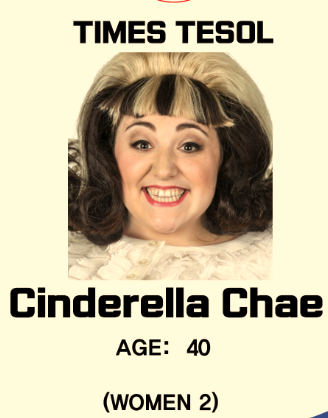 TIMES TESOL
Cinderella Chae
AGE: 40
(WOMEN 2)